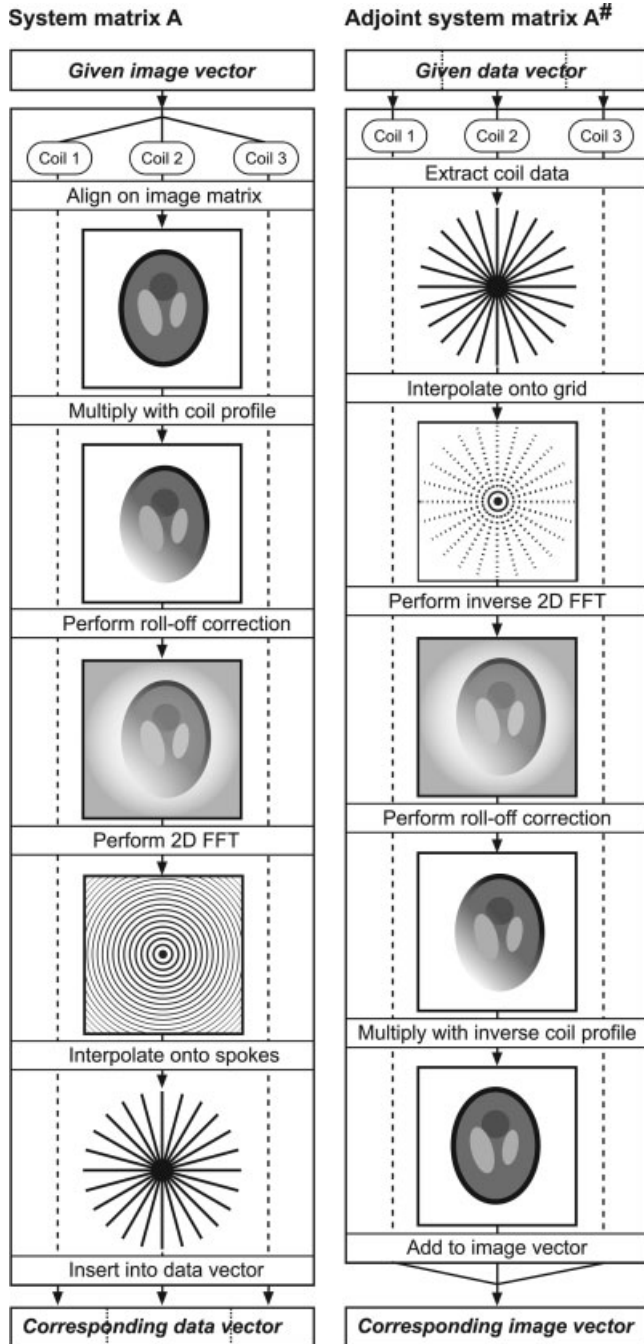 System matrix A
Given image vector
Coil 1
Coil 2
Coil 3
Align on image matrix
Multiply with coil profile
Perform roll-off correction
Perform 2D FFT
Interpolate onto spokes
Insert into data vector
Corresponding data vector
Adjoint system matrix A#
Given data vector
Coil 1
Coil 2
Coil 3
Extract coil data
Interpolate onto grid
Perform inverse 2D FFT
Perform roll-off correction
Multiply with inverse coil profile
Add to image vector
Corresponding image vector